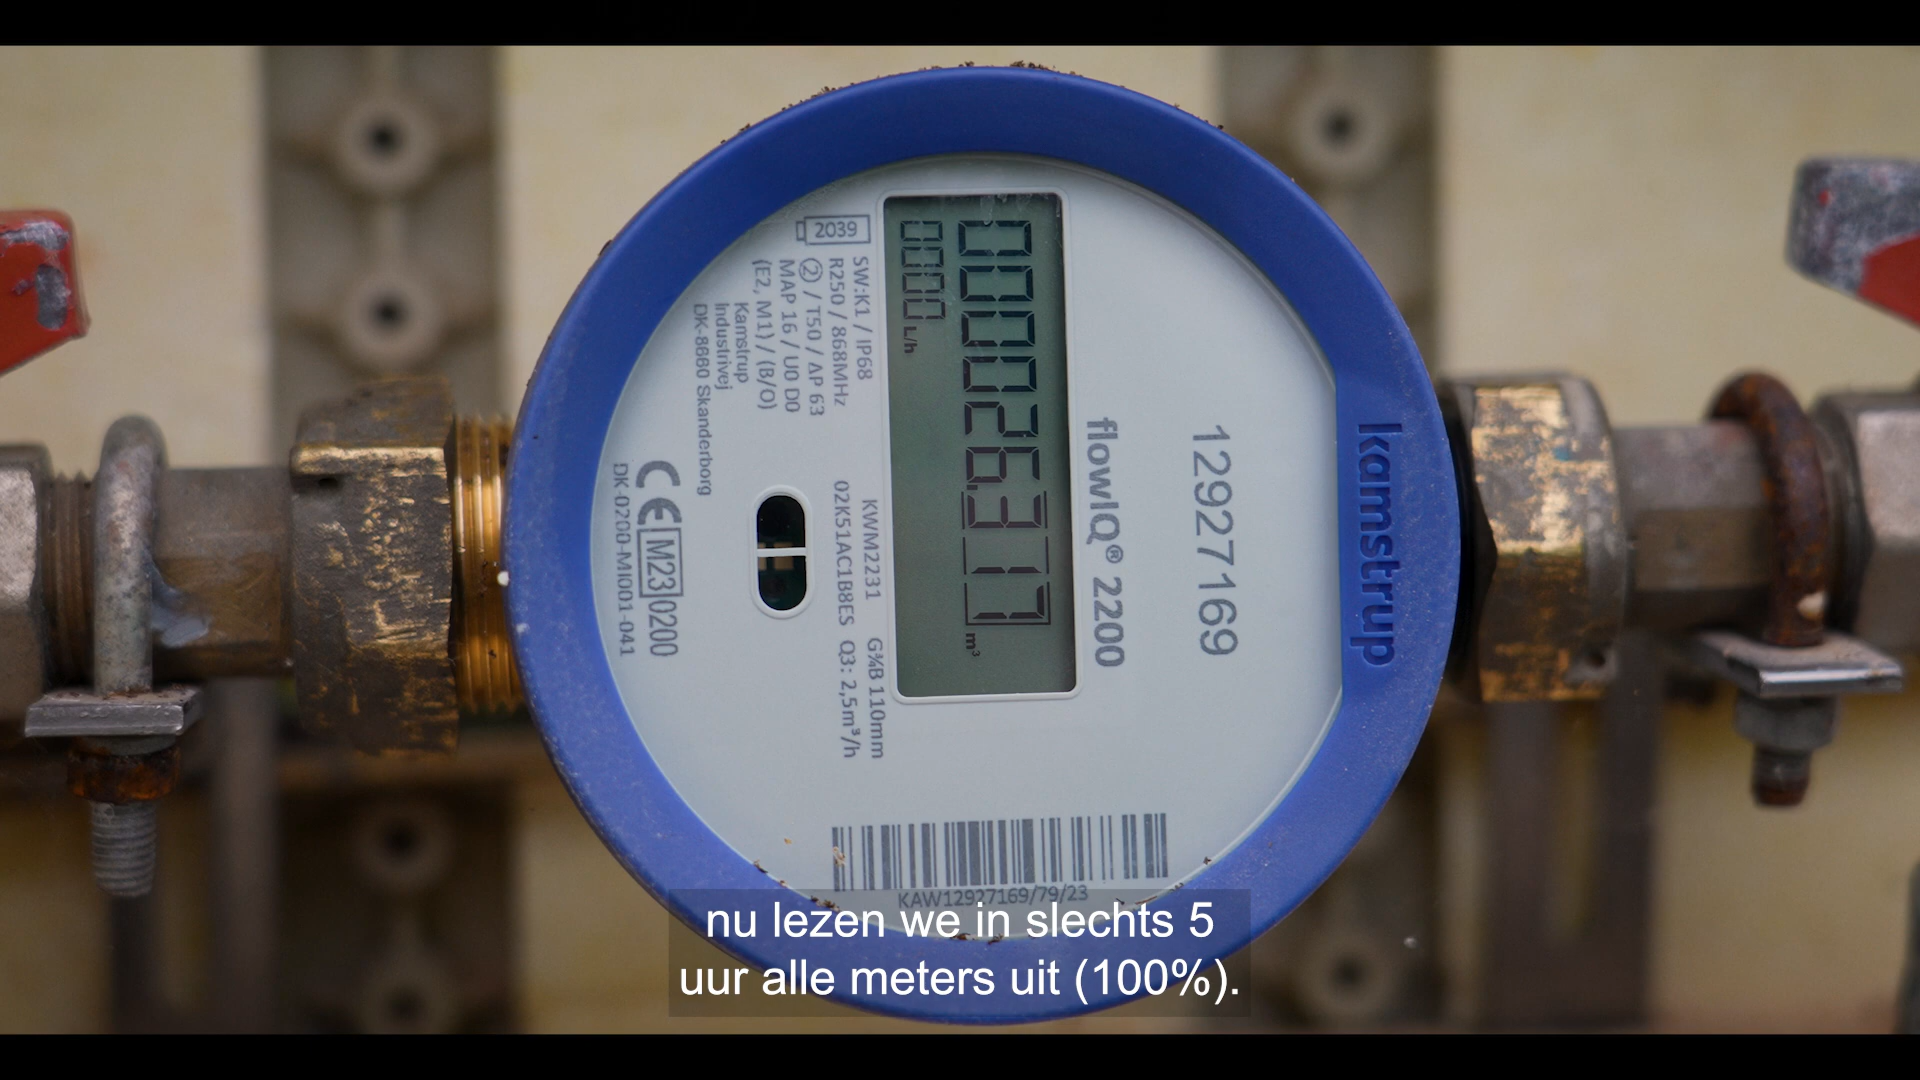 kamstrup
12927169
flowIQ® 2200
00002631 m³
0000 L/h
2039
SW:K1 / IP68
R250 / 868MHz
② / T50 / ΔP 63
MAP 16 / U0 D0
(E2, M1) / (B/O)
Kamstrup
Industrivej
DK-8660 Skanderborg
KWM2231 G¾B 110mm
02K51AC1B8ES Q3: 2,5m³/h
CE M23 0200
DK-0200-MI001-041
KAW12927169/79/23
nu lezen we in slechts 5
uur alle meters uit (100%).